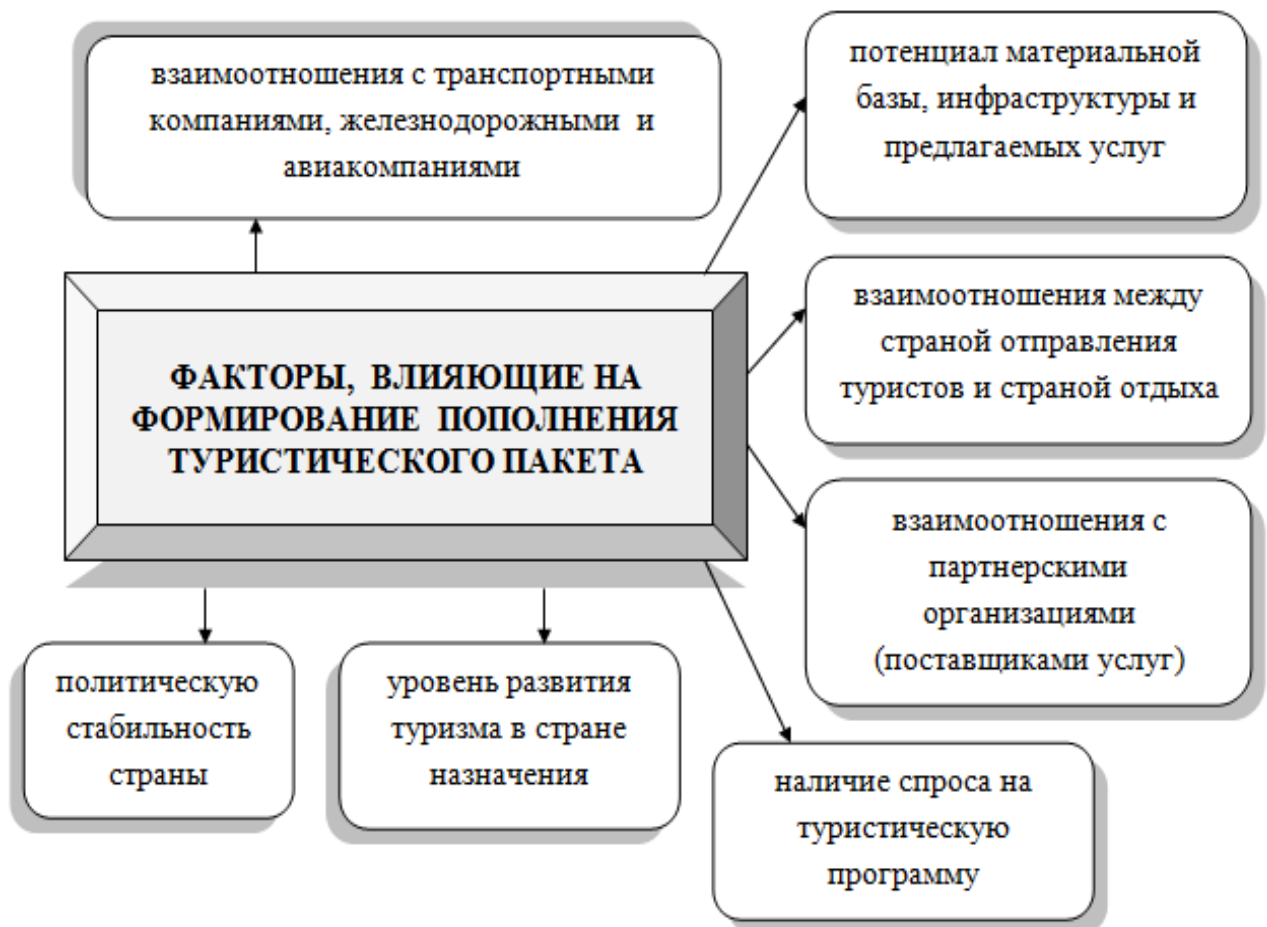 взаимоотношения с транспортными
компаниями, железнодорожными и
авиакомпаниями
потенциал материальной
базы, инфраструктуры и
предлагаемых услуг
взаимоотношения между
страной отправления
туристов и страной отдыха
ФАКТОРЫ, ВЛИЯЮЩИЕ НА
ФОРМИРОВАНИЕ ПОПОЛНЕНИЯ
ТУРИСТИЧЕСКОГО ПАКЕТА
взаимоотношения с
партнерскими
организациями
(поставщиками услуг)
политическую
стабильность
страны
уровень развития
туризма в стране
назначения
наличие спроса на
туристическую
программу